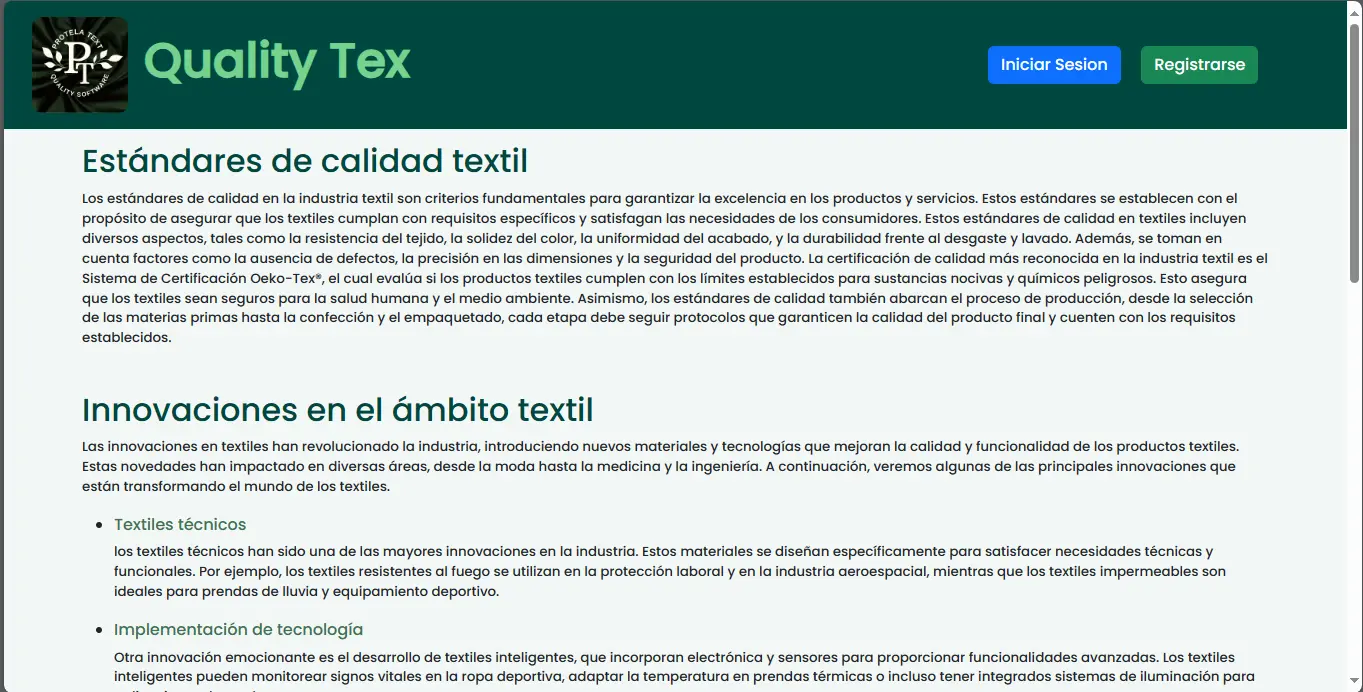 PROTELA TEXT
PT
QUALITY SOFTWARE
Quality Tex
Iniciar Sesion
Registrarse
Estándares de calidad textil
Los estándares de calidad en la industria textil son criterios fundamentales para garantizar la excelencia en los productos y servicios. Estos estándares se establecen con el
propósito de asegurar que los textiles cumplan con requisitos específicos y satisfagan las necesidades de los consumidores. Estos estándares de calidad en textiles incluyen
diversos aspectos, tales como la resistencia del tejido, la solidez del color, la uniformidad del acabado, y la durabilidad frente al desgaste y lavado. Además, se toman en
cuenta factores como la ausencia de defectos, la precisión en las dimensiones y la seguridad del producto. La certificación de calidad más reconocida en la industria textil es el
Sistema de Certificación Oeko-Tex®, el cual evalúa si los productos textiles cumplen con los límites establecidos para sustancias nocivas y químicos peligrosos. Esto asegura
que los textiles sean seguros para la salud humana y el medio ambiente. Asimismo, los estándares de calidad también abarcan el proceso de producción, desde la selección
de las materias primas hasta la confección y el empaquetado, cada etapa debe seguir protocolos que garanticen la calidad del producto final y cuenten con los requisitos
establecidos.
Innovaciones en el ámbito textil
Las innovaciones en textiles han revolucionado la industria, introduciendo nuevos materiales y tecnologías que mejoran la calidad y funcionalidad de los productos textiles.
Estas novedades han impactado en diversas áreas, desde la moda hasta la medicina y la ingeniería. A continuación, veremos algunas de las principales innovaciones que
están transformando el mundo de los textiles.
• Textiles técnicos
los textiles técnicos han sido una de las mayores innovaciones en la industria. Estos materiales se diseñan específicamente para satisfacer necesidades técnicas y
funcionales. Por ejemplo, los textiles resistentes al fuego se utilizan en la protección laboral y en la industria aeroespacial, mientras que los textiles impermeables son
ideales para prendas de lluvia y equipamiento deportivo.
• Implementación de tecnología
Otra innovación emocionante es el desarrollo de textiles inteligentes, que incorporan electrónica y sensores para proporcionar funcionalidades avanzadas. Los textiles
inteligentes pueden monitorear signos vitales en la ropa deportiva, adaptar la temperatura en prendas térmicas o incluso tener integrados sistemas de iluminación para